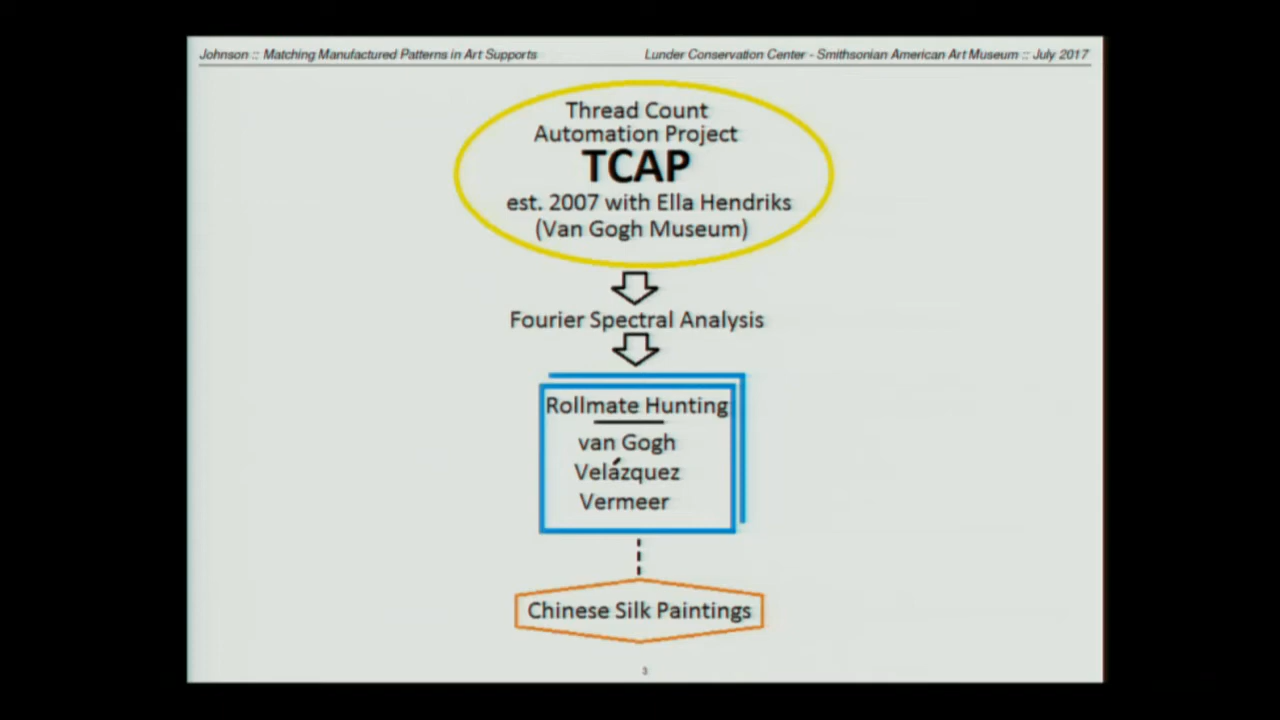 Johnson :: Matching Manufactured Patterns in Art Supports
Lunder Conservation Center - Smithsonian American Art Museum :: July 2017
Thread Count
Automation Project
TCAP
est. 2007 with Ella Hendriks
(Van Gogh Museum)
Fourier Spectral Analysis
Rollmate Hunting
van Gogh
Velázquez
Vermeer
Chinese Silk Paintings
3